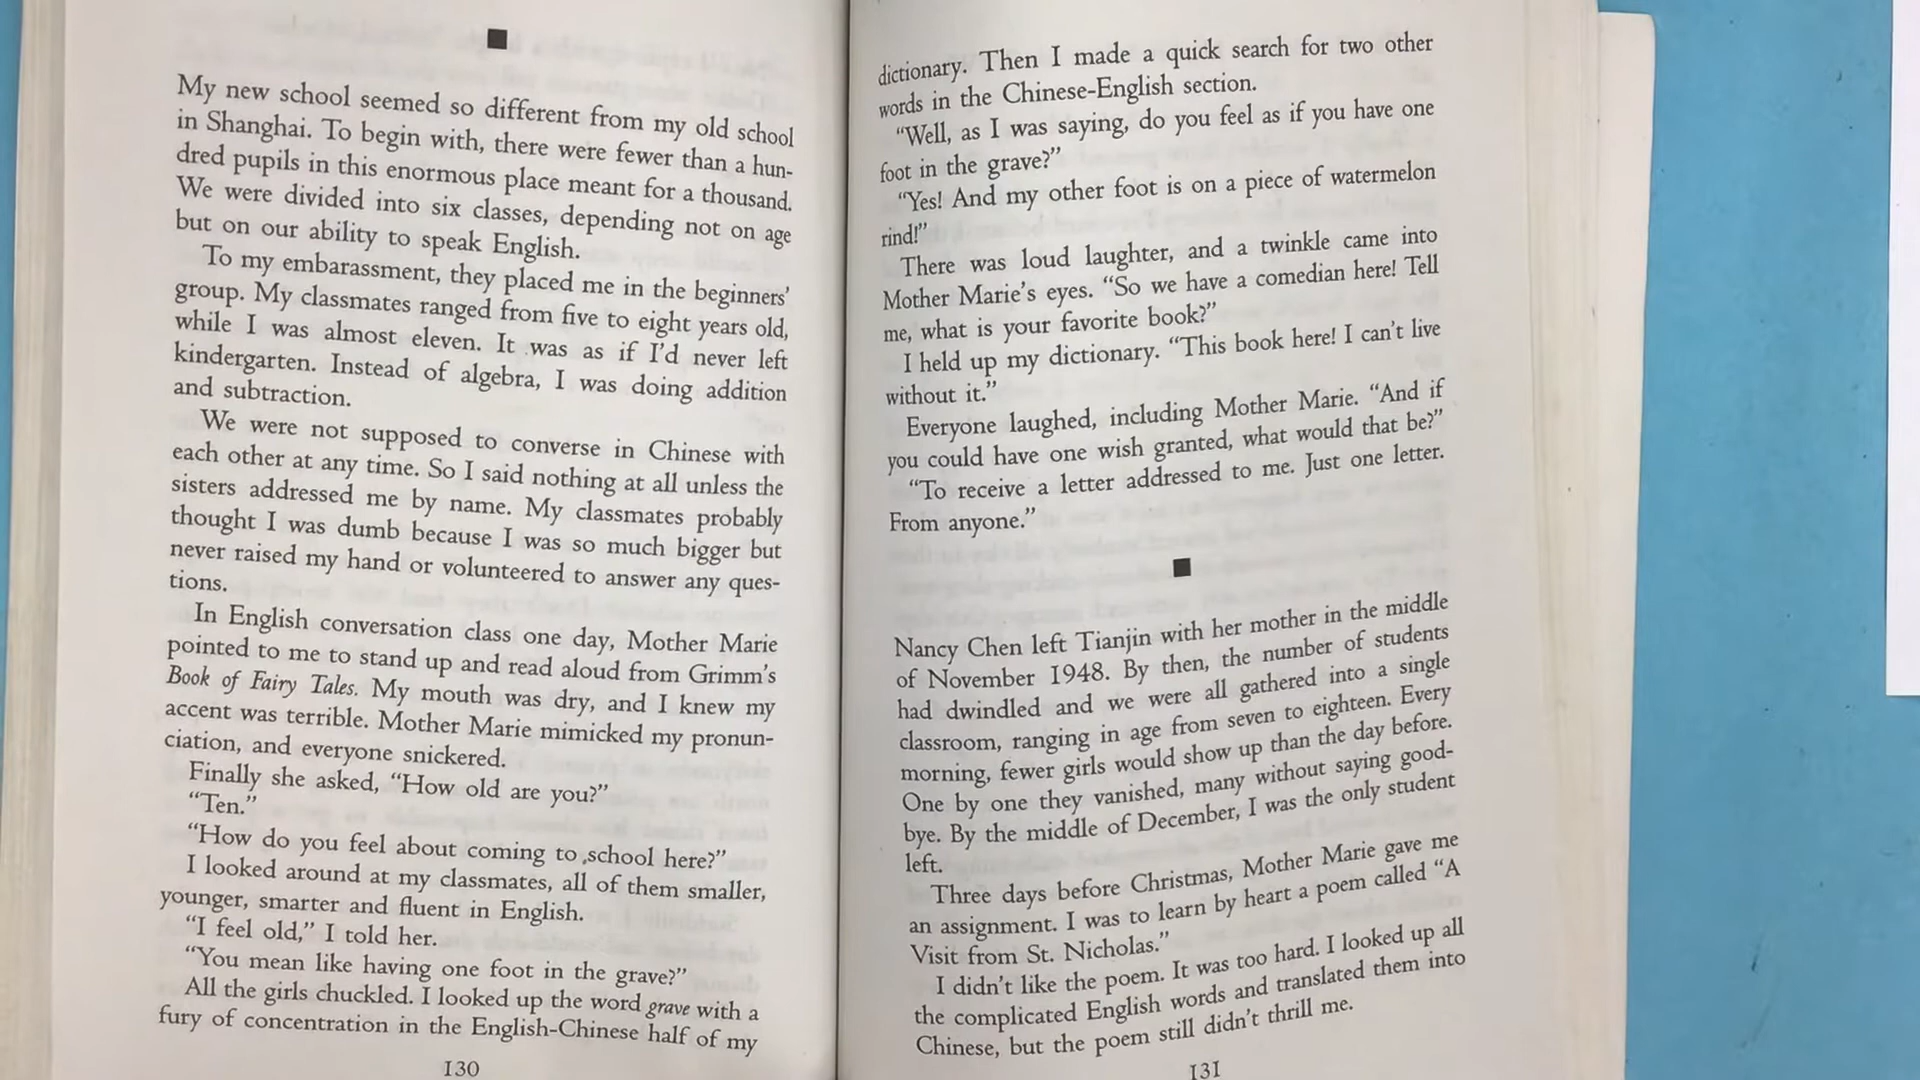 My new school seemed so different from my old school
in Shanghai. To begin with, there were fewer than a hun-
dred pupils in this enormous place meant for a thousand.
We were divided into six classes, depending not on age
but on our ability to speak English.
To my embarassment, they placed me in the beginners'
group. My classmates ranged from five to eight years old,
while I was almost eleven. It was as if I'd never left
kindergarten. Instead of algebra, I was doing addition
and subtraction.
We were not supposed to converse in Chinese with
each other at any time. So I said nothing at all unless the
sisters addressed me by name. My classmates probably
thought I was dumb because I was so much bigger but
never raised my hand or volunteered to answer any ques-
tions.
In English conversation class one day, Mother Marie
pointed to me to stand up and read aloud from Grimm's
Book of Fairy Tales. My mouth was dry, and I knew my
accent was terrible. Mother Marie mimicked my pronun-
ciation, and everyone snickered.
Finally she asked, “How old are you?”
“Ten.”
“How do you feel about coming to school here?”
I looked around at my classmates, all of them smaller,
younger, smarter and fluent in English.
“I feel old,” I told her.
“You mean like having one foot in the grave?”
All the girls chuckled. I looked up the word grave with a
fury of concentration in the English-Chinese half of my
130
dictionary. Then I made a quick search for two other
words in the Chinese-English section.
“Well, as I was saying, do you feel as if you have one
foot in the grave?”
“Yes! And my other foot is on a piece of watermelon
rind!”
There was loud laughter, and a twinkle came into
Mother Marie's eyes. “So we have a comedian here! Tell
me, what is your favorite book?”
I held up my dictionary. “This book here! I can't live
without it.”
Everyone laughed, including Mother Marie. “And if
you could have one wish granted, what would that be?”
“To receive a letter addressed to me. Just one letter.
From anyone.”
Nancy Chen left Tianjin with her mother in the middle
of November 1948. By then, the number of students
had dwindled and we were all gathered into a single
classroom, ranging in age from seven to eighteen. Every
morning, fewer girls would show up than the day before.
One by one they vanished, many without saying good-
bye. By the middle of December, I was the only student
left.
Three days before Christmas, Mother Marie gave me
an assignment. I was to learn by heart a poem called “A
Visit from St. Nicholas.”
I didn't like the poem. It was too hard. I looked up all
the complicated English words and translated them into
Chinese, but the poem still didn't thrill me.
131